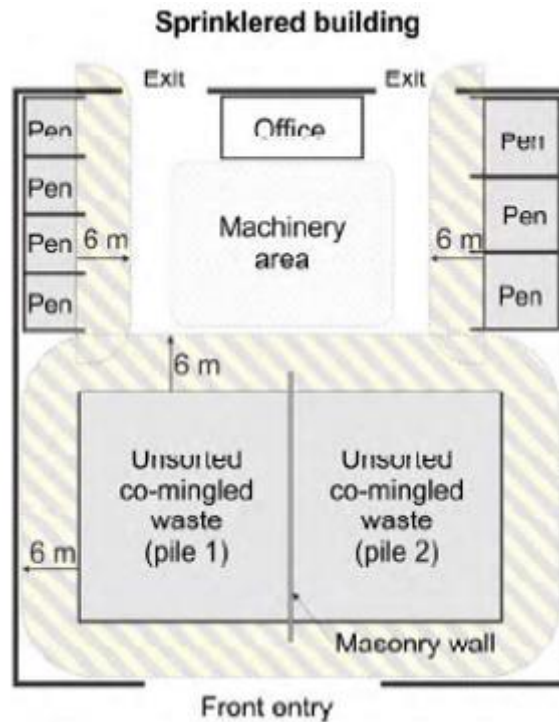 Sprinklered building
Exit
Exit
Pen
Office
Pen
Pen
Machinery
area
Pen
Pen
6 m
6 m
Pen
Pen
6 m
Unsorted
co-mingled
waste
(pile 1)
Unsorted
co-mingled
waste
(pile 2)
6 m
Masonry wall
Front entry